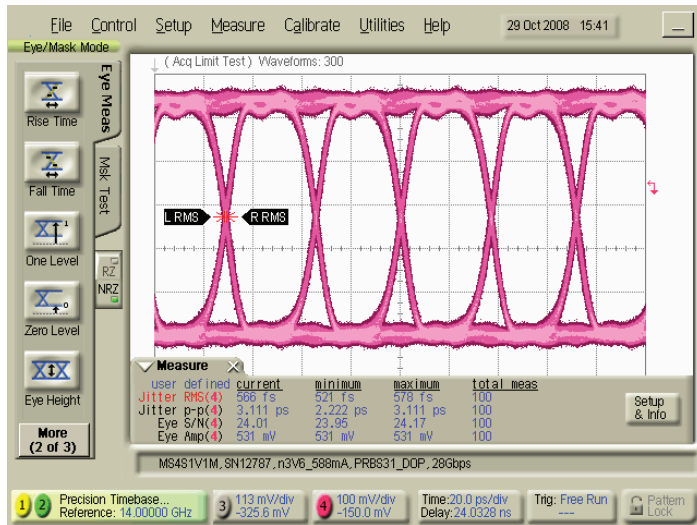 File Control Setup Measure Calibrate Utilities Help 29 Oct 2008 15:41
Eye/Mask Mode
( Acq Limit Test ) Waveforms: 300
Eye Meas
Msk Test
Rise Time
Fall Time
One Level
Zero Level
Eye Height
More
(2 of 3)
RZ
NRZ
L RMS R RMS
Measure
user defined current minimum maximum total meas
Jitter RMS(4) 566 fs 521 fs 578 fs 100
Jitter p-p(4) 3.111 ps 2.222 ps 3.111 ps 100
Eye S/N(4) 24.01 23.95 24.17 100
Eye Amp(4) 531 mV 531 mV 531 mV 100
Setup
& Info
MS4S1V1M, SN12787, n3V6_588mA, PRBS31_DOP, 28Gbps
1 2 Precision Timebase...
Reference: 14.00000 GHz
3 113 mV/div
-325.6 mV
4 100 mV/div
-150.0 mV
Time:20.0 ps/div
Delay:24.0328 ns
Trig: Free Run
---
Pattern
Lock